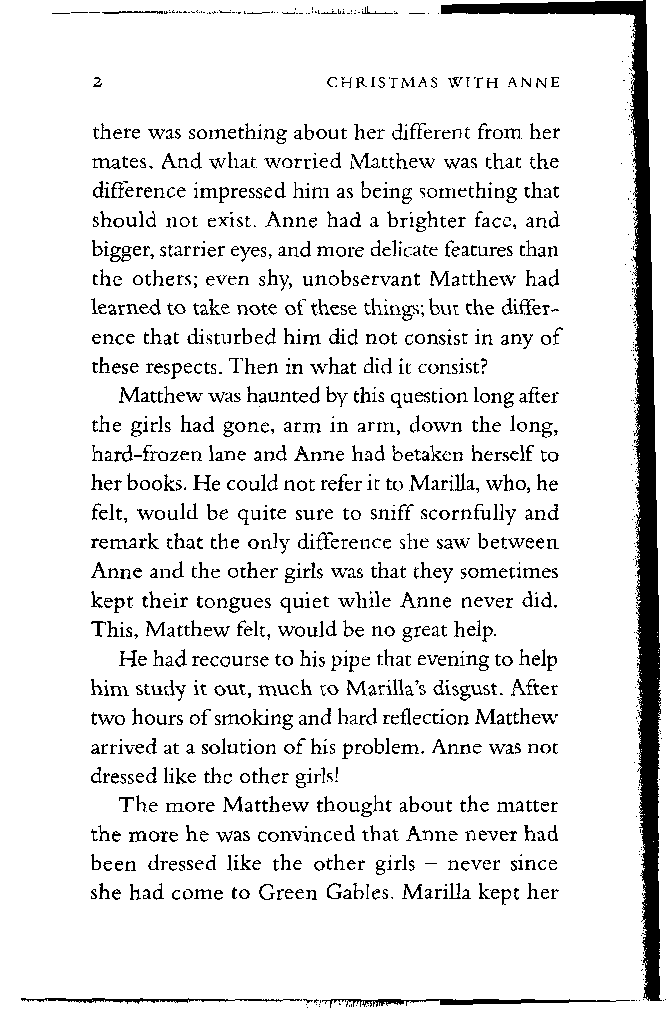 2 CHRISTMAS WITH ANNE
there was something about her different from her
mates. And what worried Matthew was that the
difference impressed him as being something that
should not exist. Anne had a brighter face, and
bigger, starrier eyes, and more delicate features than
the others; even shy, unobservant Matthew had
learned to take note of these things; but the differ-
ence that disturbed him did not consist in any of
these respects. Then in what did it consist?
Matthew was haunted by this question long after
the girls had gone, arm in arm, down the long,
hard-frozen lane and Anne had betaken herself to
her books. He could not refer it to Marilla, who, he
felt, would be quite sure to sniff scornfully and
remark that the only difference she saw between
Anne and the other girls was that they sometimes
kept their tongues quiet while Anne never did.
This, Matthew felt, would be no great help.
He had recourse to his pipe that evening to help
him study it out, much to Marilla's disgust. After
two hours of smoking and hard reflection Matthew
arrived at a solution of his problem. Anne was not
dressed like the other girls!
The more Matthew thought about the matter
the more he was convinced that Anne never had
been dressed like the other girls – never since
she had come to Green Gables. Marilla kept her